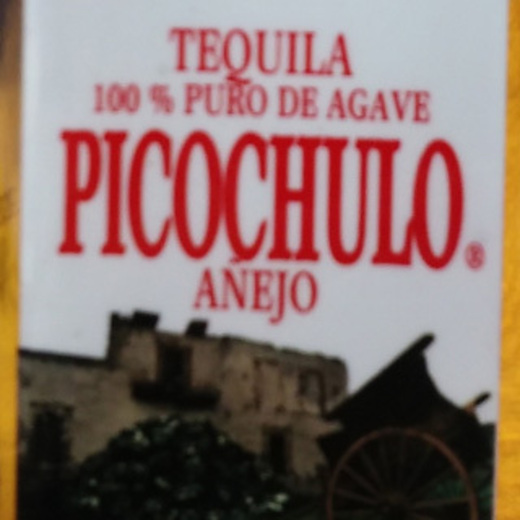 TEQUILA
100 % PURO DE AGAVE
PICOCHULO®
AÑEJO